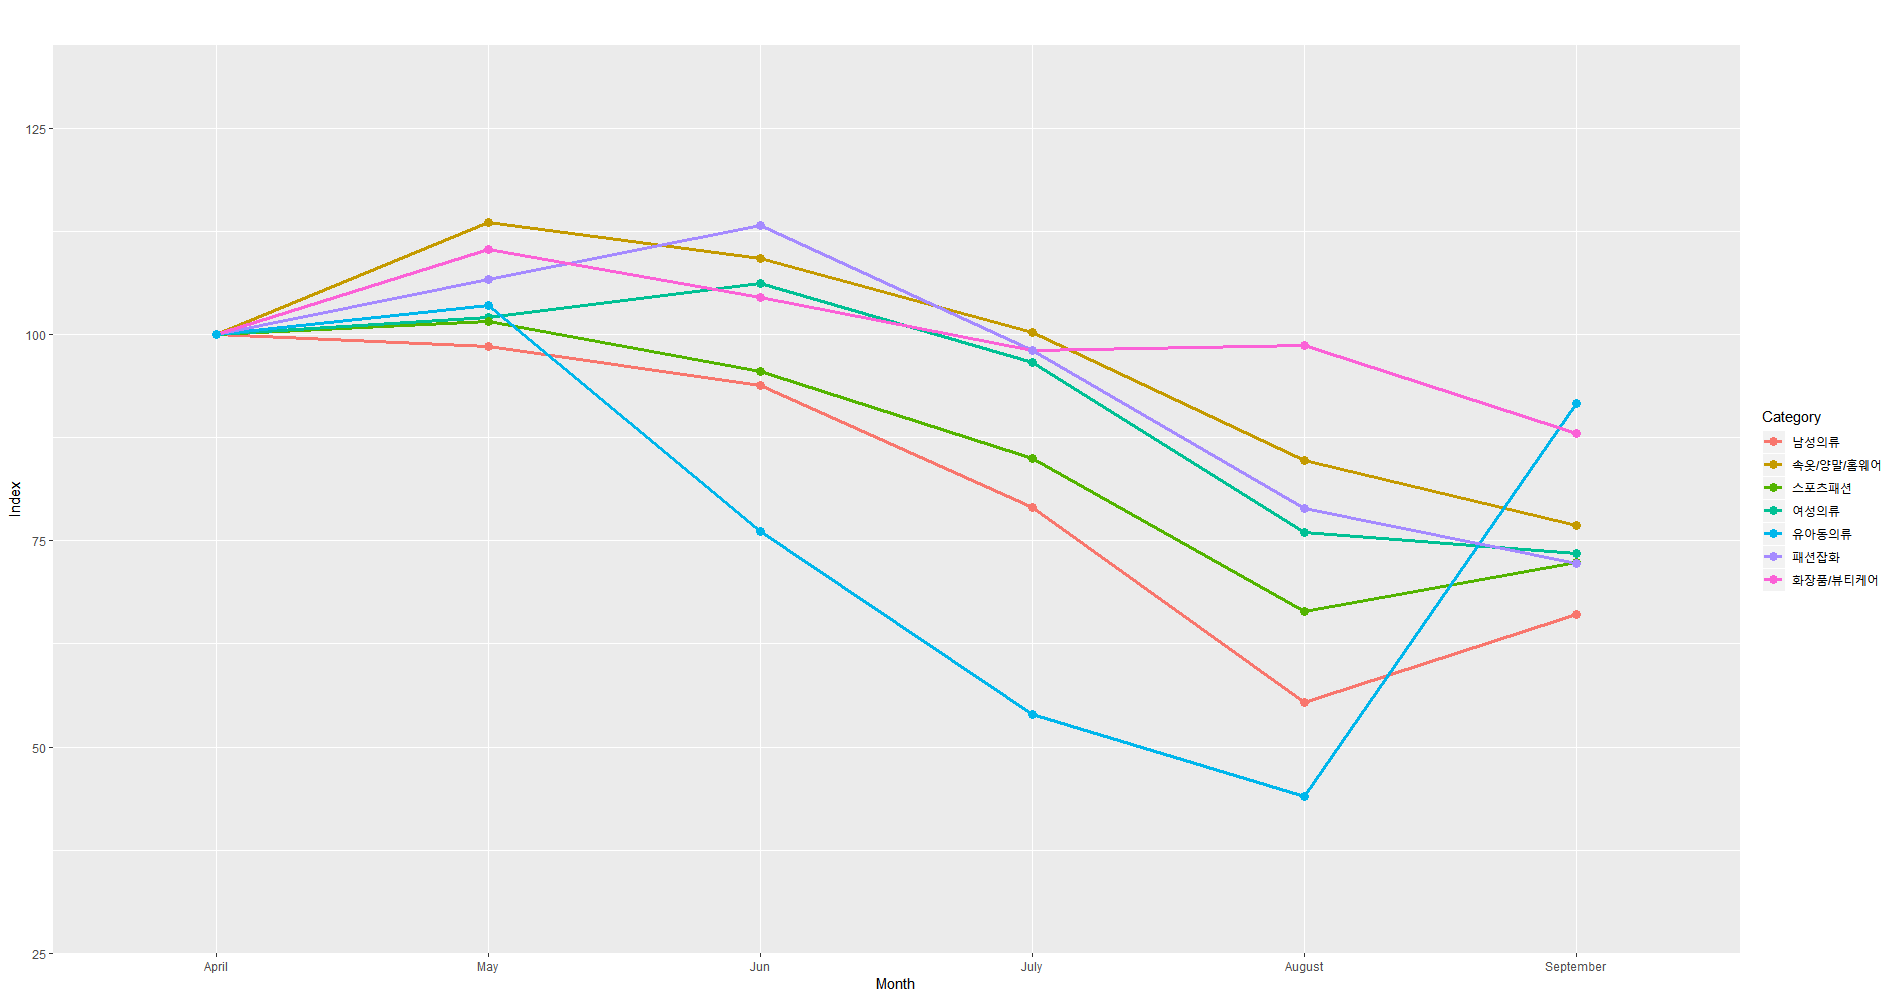 125
100
75
50
25
Index
April May Jun July August September
Month
Category
남성의류
속옷/양말/홈웨어
스포츠패션
여성의류
유아동의류
패션잡화
화장품/뷰티케어